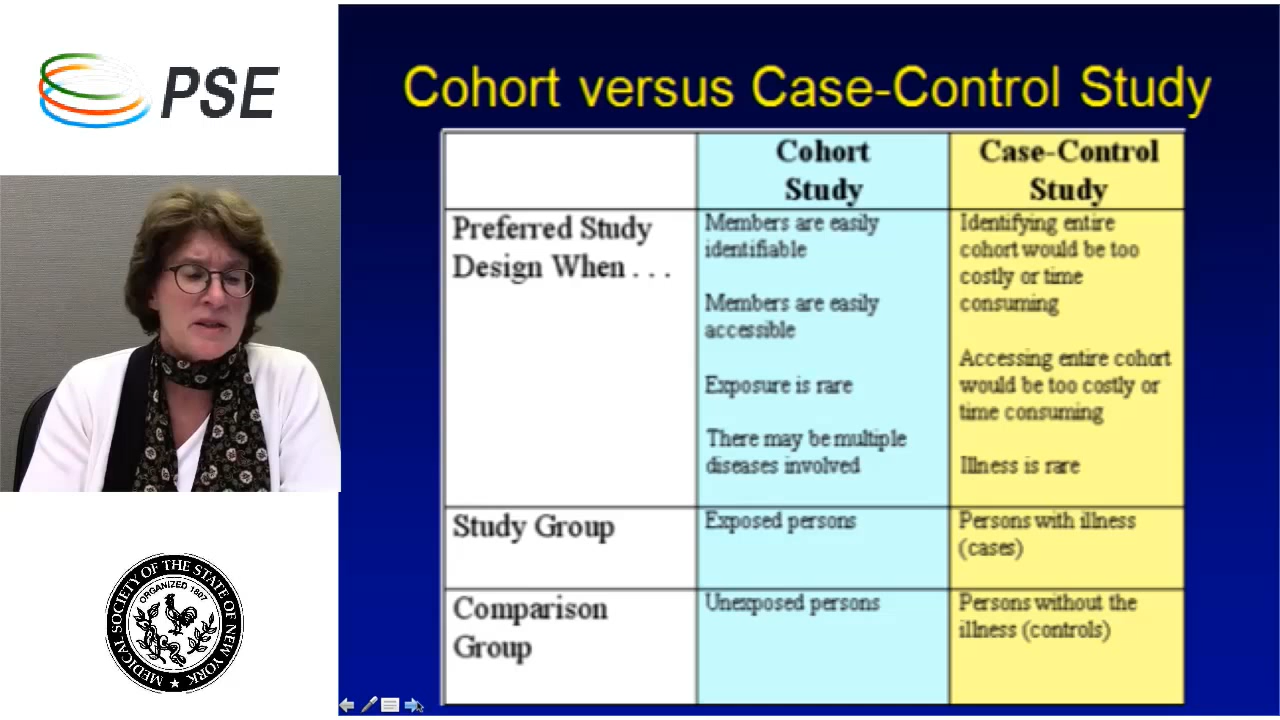 PSE
Cohort versus Case-Control Study
Cohort
Study
Case-Control
Study
Preferred Study
Design When . . .
Members are easily
identifiable
Members are easily
accessible
Exposure is rare
There may be multiple
diseases involved
Identifying entire
cohort would be too
costly or time
consuming
Accessing entire cohort
would be too costly or
time consuming
Illness is rare
Study Group
Exposed persons
Persons with illness
(cases)
Comparison
Group
Unexposed persons
Persons without the
illness (controls)
MEDICAL SOCIETY OF THE STATE OF NEW YORK
ORGANIZED 1807